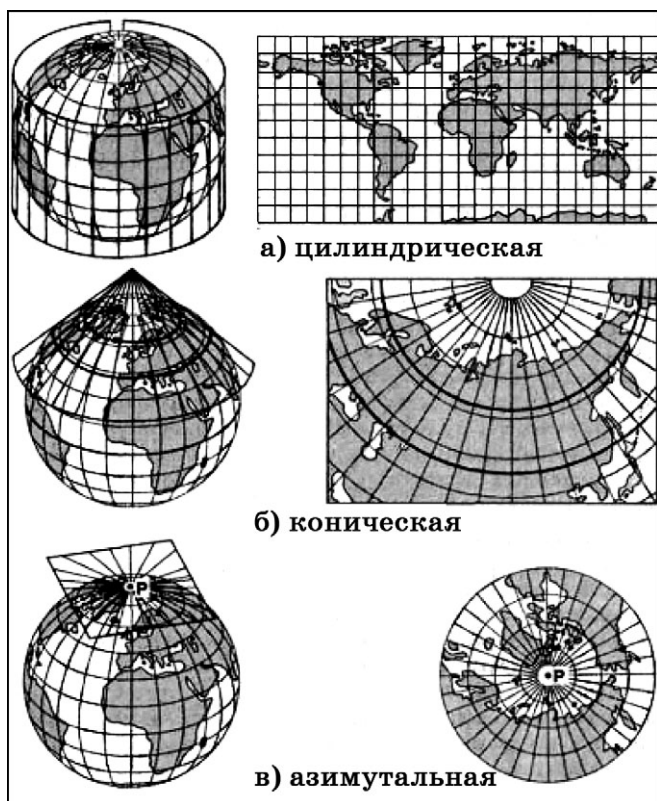 а) цилиндрическая
б) коническая
P
P
в) азимутальная